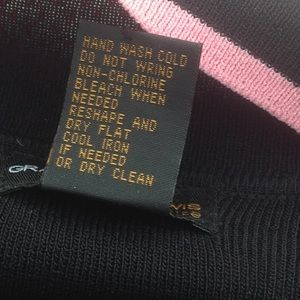 HAND WASH COLD
DO NOT WRING
NON-CHLORINE
BLEACH WHEN
NEEDED
RESHAPE AND
DRY FLAT
COOL IRON
IF NEEDED
OR DRY CLEAN